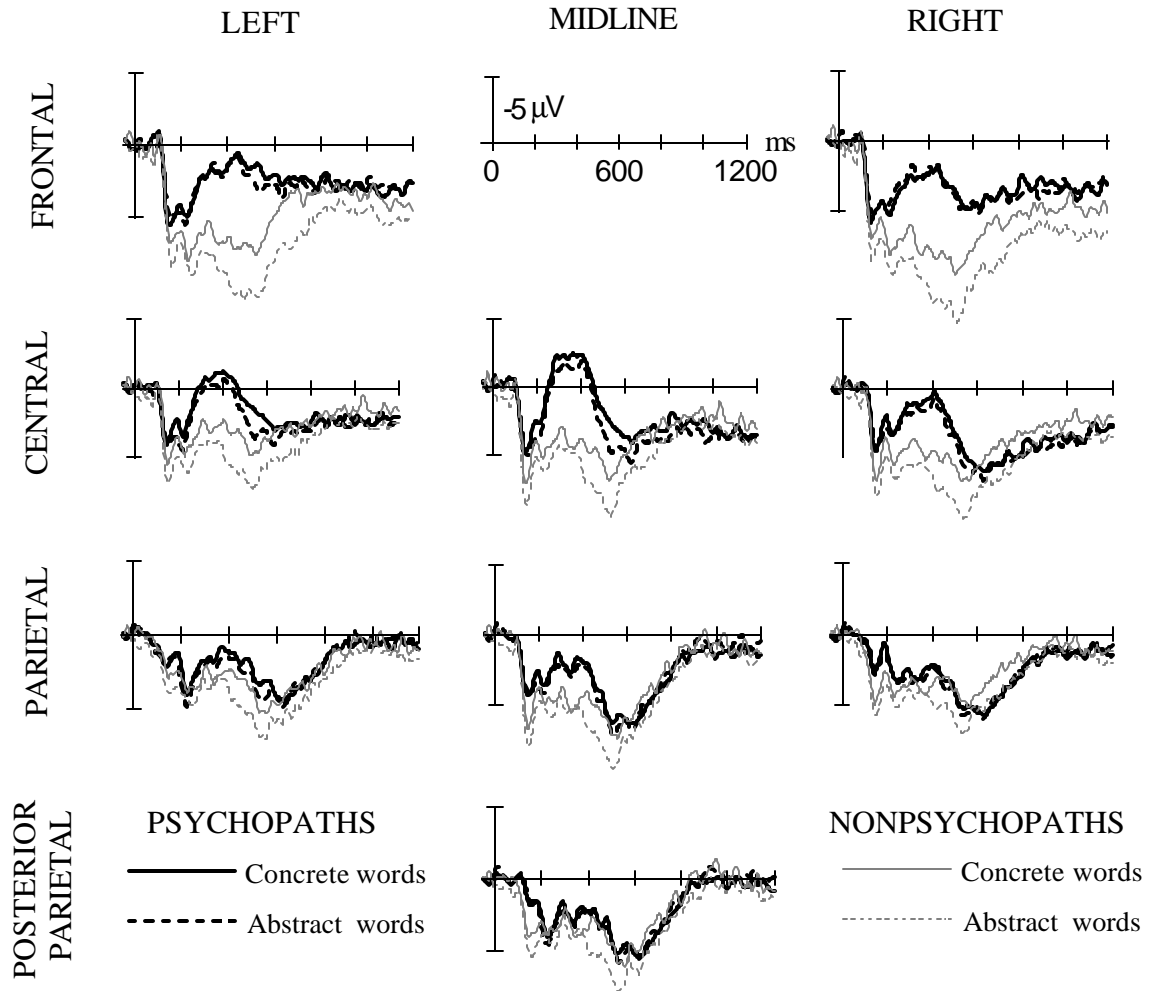 LEFT
MIDLINE
RIGHT
FRONTAL
-5 μV
ms
0
600
1200
CENTRAL
PARIETAL
POSTERIOR
PARIETAL
PSYCHOPATHS
Concrete words
Abstract words
NONPSYCHOPATHS
Concrete words
Abstract words